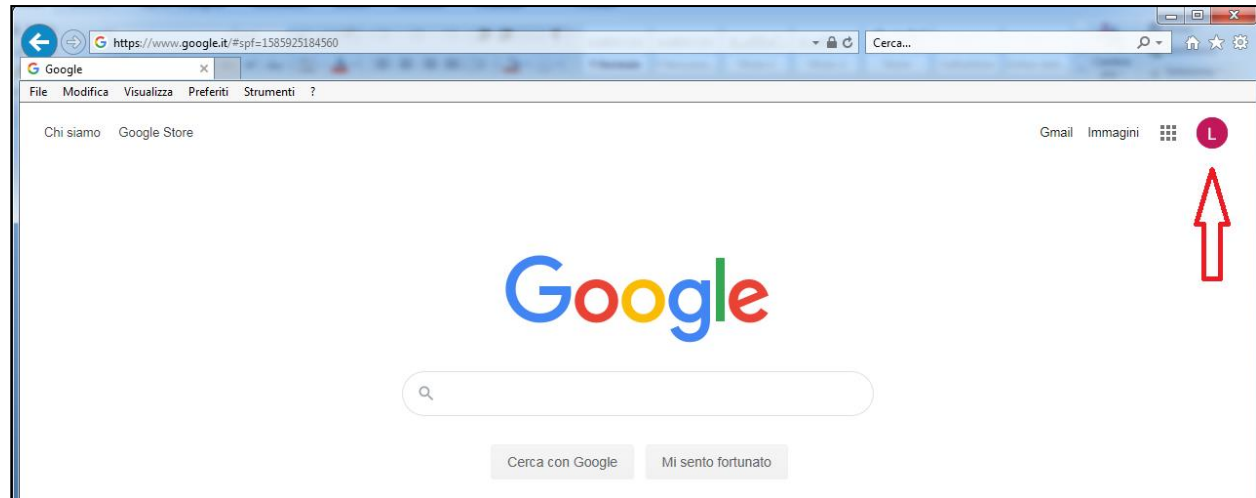 https://www.google.it/#spf=1585925184560 Cerca...
Google
File Modifica Visualizza Preferiti Strumenti ?
Chi siamo Google Store Gmail Immagini L
Google
Cerca con Google Mi sento fortunato